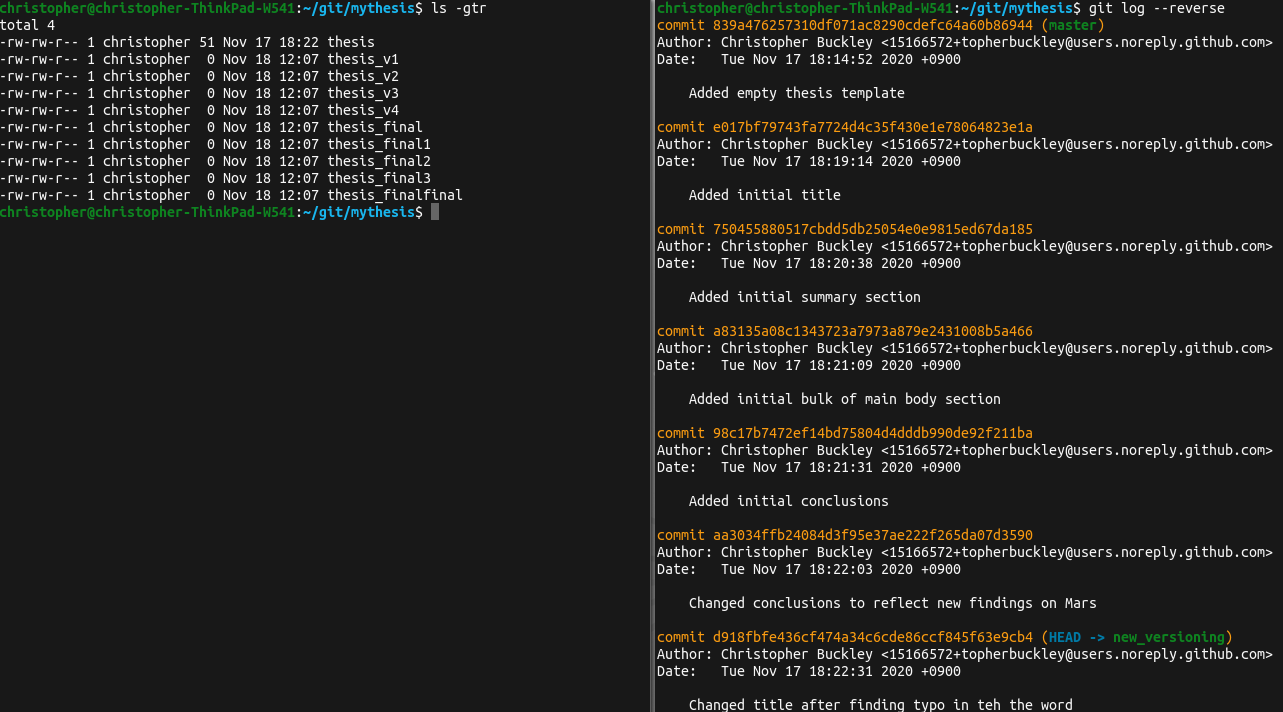 christopher@christopher-ThinkPad-W541:~/git/mythesis$ ls -gtr
total 4
-rw-rw-r-- 1 christopher 51 Nov 17 18:22 thesis
-rw-rw-r-- 1 christopher  0 Nov 18 12:07 thesis_v1
-rw-rw-r-- 1 christopher  0 Nov 18 12:07 thesis_v2
-rw-rw-r-- 1 christopher  0 Nov 18 12:07 thesis_v3
-rw-rw-r-- 1 christopher  0 Nov 18 12:07 thesis_v4
-rw-rw-r-- 1 christopher  0 Nov 18 12:07 thesis_final
-rw-rw-r-- 1 christopher  0 Nov 18 12:07 thesis_final1
-rw-rw-r-- 1 christopher  0 Nov 18 12:07 thesis_final2
-rw-rw-r-- 1 christopher  0 Nov 18 12:07 thesis_final3
-rw-rw-r-- 1 christopher  0 Nov 18 12:07 thesis_finalfinal
christopher@christopher-ThinkPad-W541:~/git/mythesis$
christopher@christopher-ThinkPad-W541:~/git/mythesis$ git log --reverse
commit 839a476257310df071ac8290cdefc64a60b86944 (master)
Author: Christopher Buckley <15166572+topherbuckley@users.noreply.github.com>
Date:   Tue Nov 17 18:14:52 2020 +0900
    Added empty thesis template
commit e017bf79743fa7724d4c35f430e1e78064823e1a
Author: Christopher Buckley <15166572+topherbuckley@users.noreply.github.com>
Date:   Tue Nov 17 18:19:14 2020 +0900
    Added initial title
commit 750455880517cbdd5db25054e0e9815ed67da185
Author: Christopher Buckley <15166572+topherbuckley@users.noreply.github.com>
Date:   Tue Nov 17 18:20:38 2020 +0900
    Added initial summary section
commit a83135a08c1343723a7973a879e2431008b5a466
Author: Christopher Buckley <15166572+topherbuckley@users.noreply.github.com>
Date:   Tue Nov 17 18:21:09 2020 +0900
    Added initial bulk of main body section
commit 98c17b7472ef14bd75804d4dddb990de92f211ba
Author: Christopher Buckley <15166572+topherbuckley@users.noreply.github.com>
Date:   Tue Nov 17 18:21:31 2020 +0900
    Added initial conclusions
commit aa3034ffb24084d3f95e37ae222f265da07d3590
Author: Christopher Buckley <15166572+topherbuckley@users.noreply.github.com>
Date:   Tue Nov 17 18:22:03 2020 +0900
    Changed conclusions to reflect new findings on Mars
commit d918fbfe436cf474a34c6cde86ccf845f63e9cb4 (HEAD -> new_versioning)
Author: Christopher Buckley <15166572+topherbuckley@users.noreply.github.com>
Date:   Tue Nov 17 18:22:31 2020 +0900
    Changed title after finding typo in teh the word